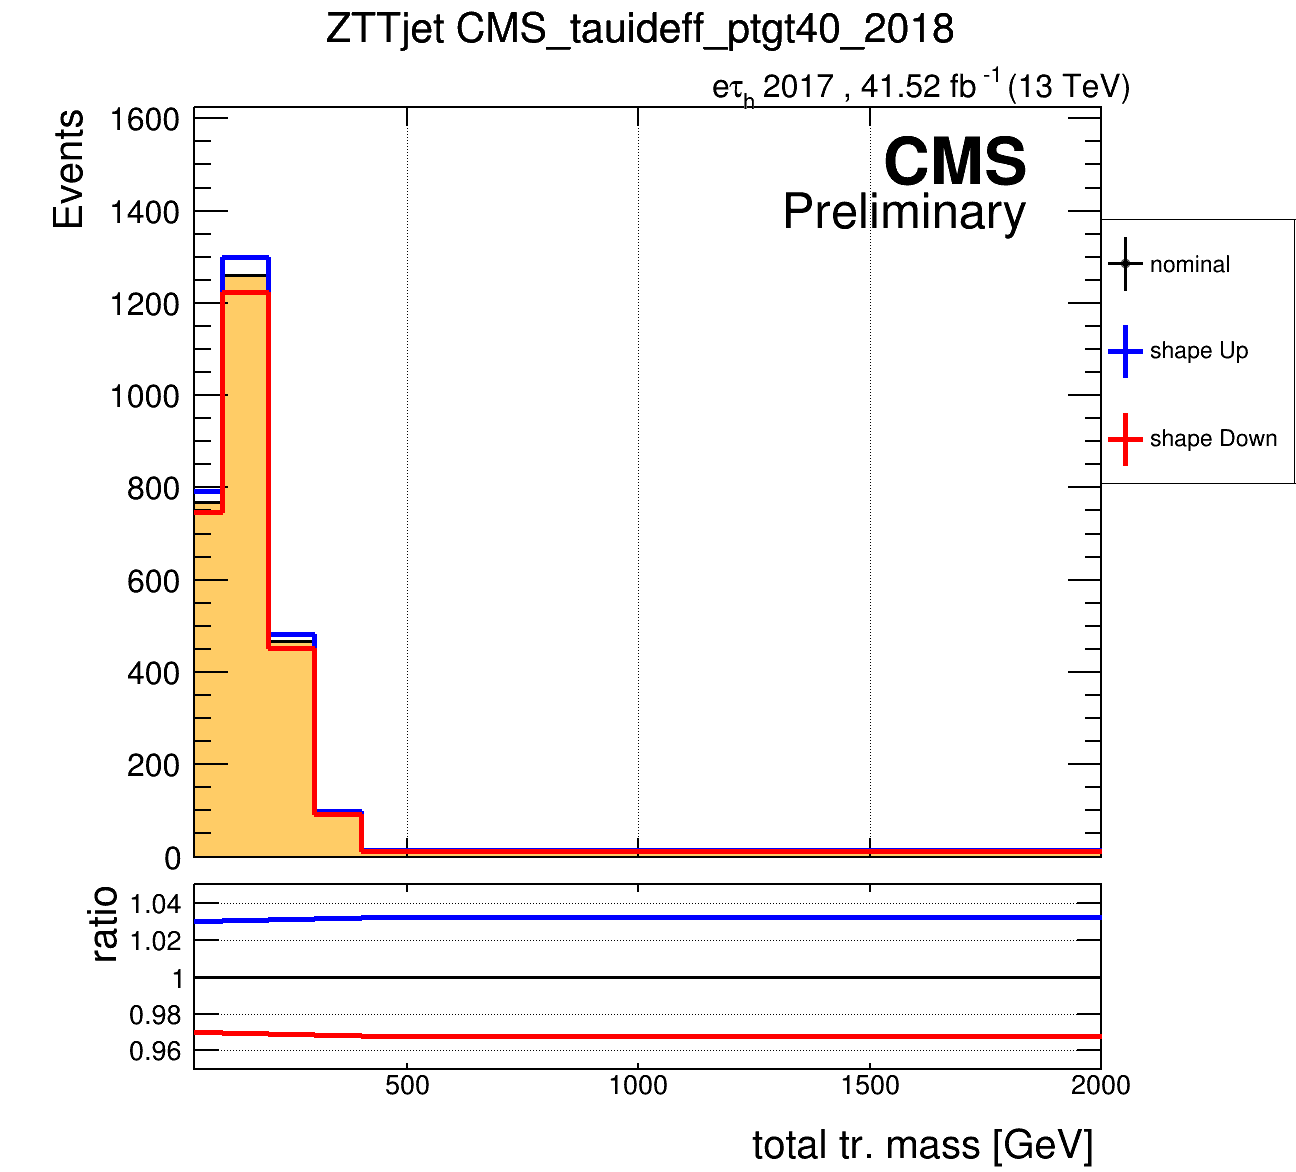 ZTTjet CMS_tauideff_ptgt40_2018
eτh 2017 , 41.52 fb -1 (13 TeV)
Events
1600
1400
1200
1000
800
600
400
200
0
CMS
Preliminary
nominal
shape Up
shape Down
ratio
1.04
1.02
1
0.98
0.96
500 1000 1500 2000
total tr. mass [GeV]